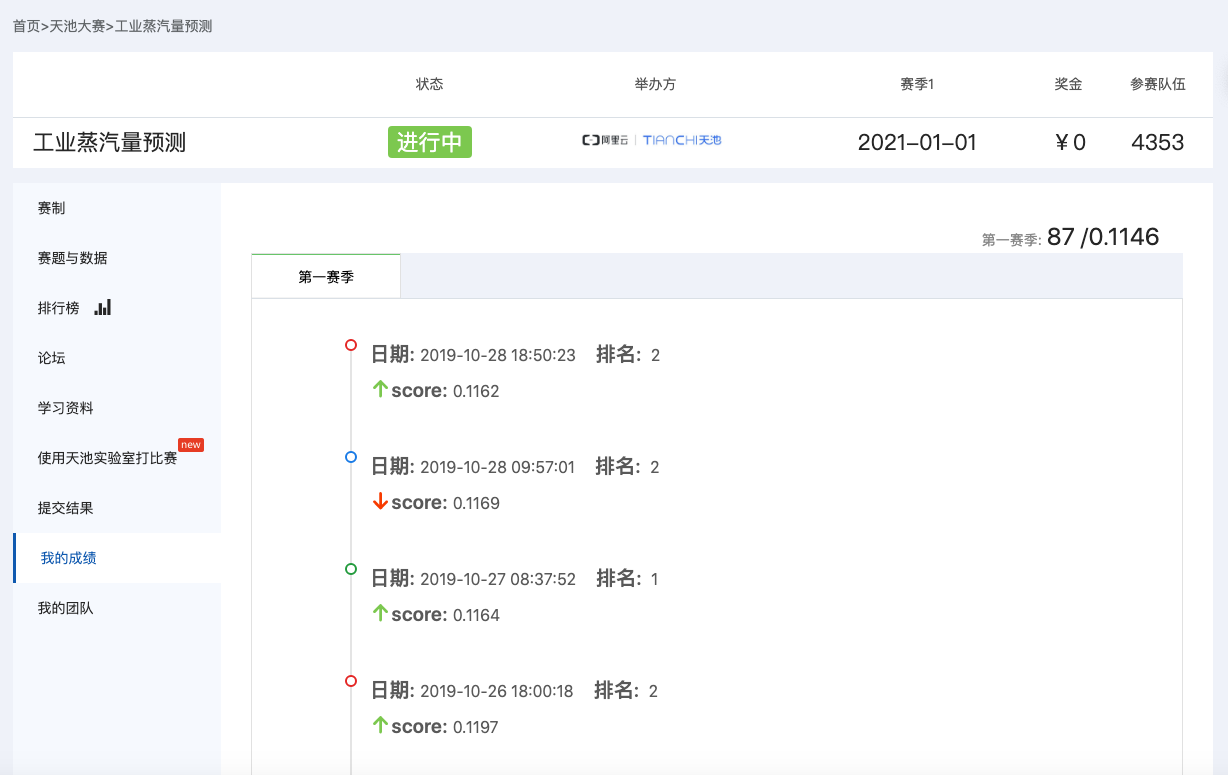 首页>天池大赛>工业蒸汽量预测
状态 举办方 赛季1 奖金 参赛队伍
工业蒸汽量预测 进行中 阿里云 | TIANCHI天池 2021-01-01 ¥ 0 4353
赛制
赛题与数据
排行榜
论坛
学习资料
使用天池实验室打比赛 new
提交结果
我的成绩
我的团队
第一赛季: 87 /0.1146
第一赛季
日期: 2019-10-28 18:50:23 排名: 2
score: 0.1162
日期: 2019-10-28 09:57:01 排名: 2
score: 0.1169
日期: 2019-10-27 08:37:52 排名: 1
score: 0.1164
日期: 2019-10-26 18:00:18 排名: 2
score: 0.1197